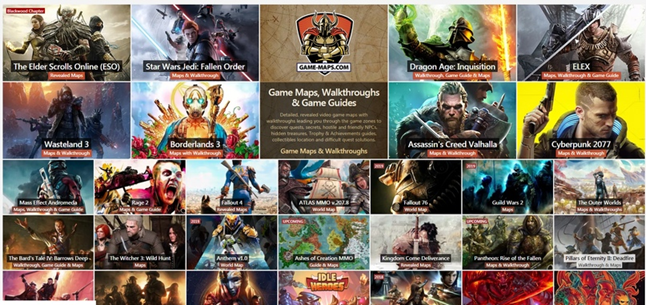 Blackwood Chapter
The Elder Scrolls Online (ESO)
Revealed Maps
Star Wars Jedi: Fallen Order
Maps & Walkthrough
GAME-MAPS.COM
Dragon Age: Inquisition
Walkthrough, Game Guide & Maps
ELEX
Maps, Walkthrough & Game Guide
Wasteland 3
Maps & Walkthrough
Borderlands 3
Maps with Walkthrough
Game Maps, Walkthroughs
& Game Guides
Detailed, revealed video game maps with
walkthroughs leading you through the game zones to
discover quests, secrets, hostile and friendly NPCs,
hidden treasures, Trophy & Achievements guides,
collectibles location and difficult quest solutions.
Game Maps & Walkthroughs
Assassin's Creed Valhalla
Maps & Walkthrough
Cyberpunk 2077
Maps & Walkthrough
Mass Effect Andromeda
Maps, Walkthrough & Game Guide
Rage 2
Maps & Game Guide
Fallout 4
Revealed Maps
ATLAS MMO v.207.8
World Map
Fallout 76
World Map
Guild Wars 2
Maps
The Outer Worlds
Maps & Walkthrough
The Bard's Tale IV: Barrows Deep
Walkthrough, Game Guide & Maps
The Witcher 3: Wild Hunt
Maps
Anthem v1.0
World Map
UPCOMING
Ashes of Creation MMO
Guide & Maps
Kingdom Come Deliverance
Revealed Maps
UPCOMING
Pantheon: Rise of the Fallen
Maps & Walkthrough
Pillars of Eternity II: Deadfire
Walkthrough & Maps
IDLE
HEROES